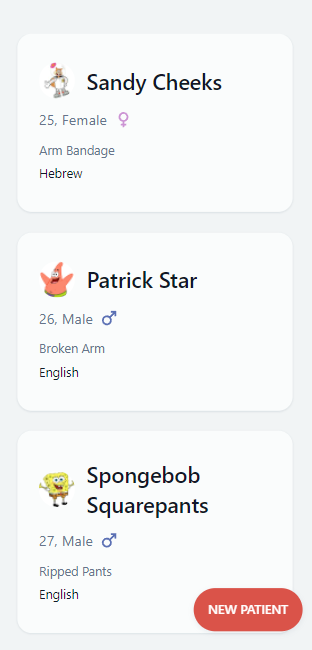 Sandy Cheeks
25, Female ♀
Arm Bandage
Hebrew
Patrick Star
26, Male ♂
Broken Arm
English
Spongebob
Squarepants
27, Male ♂
Ripped Pants
English
NEW PATIENT